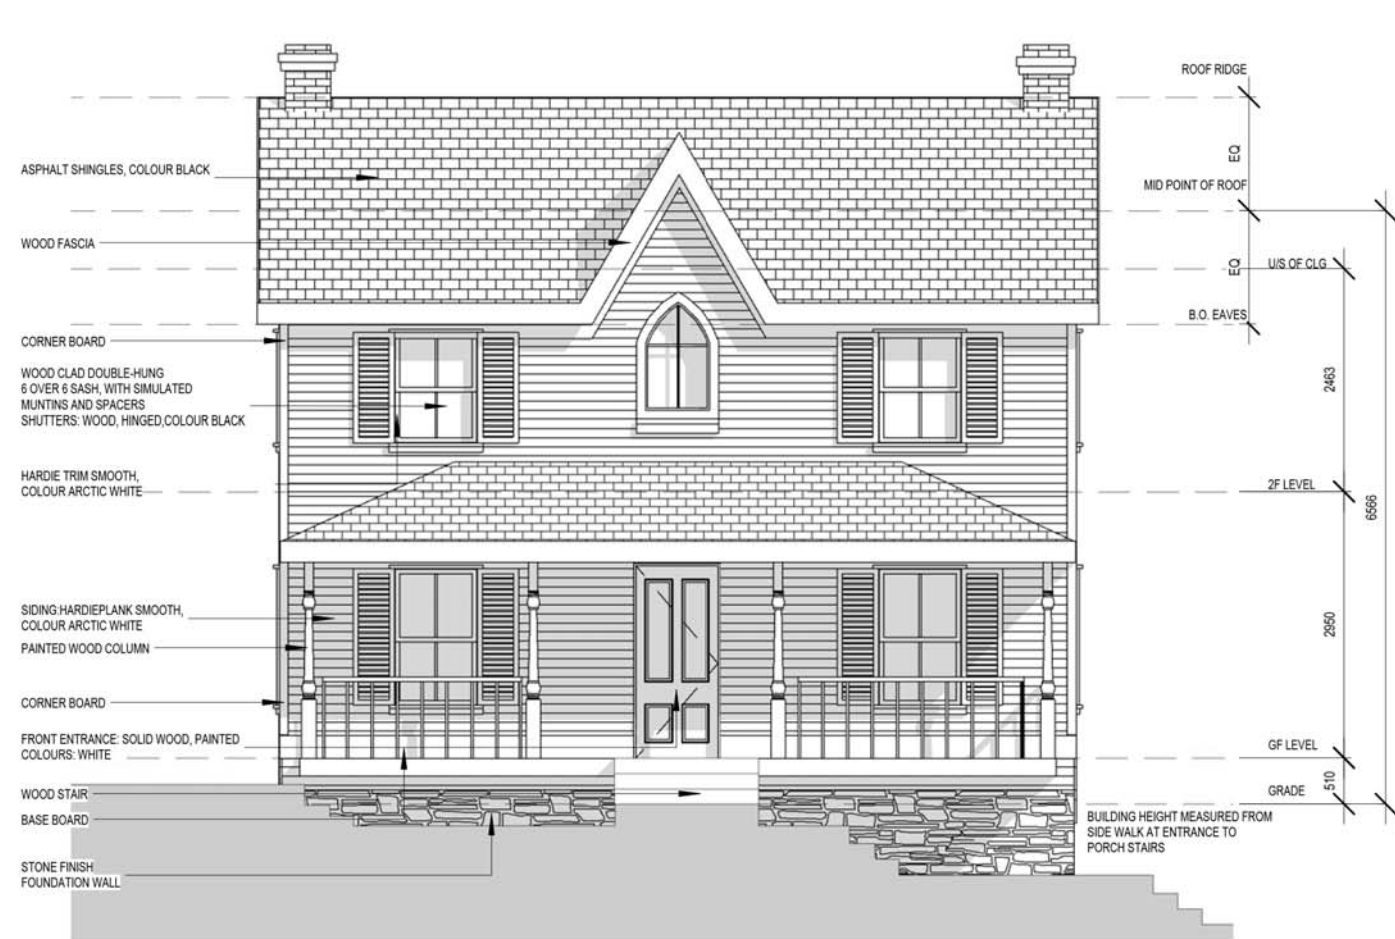 ROOF RIDGE
EQ
ASPHALT SHINGLES, COLOUR BLACK
MID POINT OF ROOF
WOOD FASCIA
EQ
U/S OF CLG
B.O. EAVES
CORNER BOARD
WOOD CLAD DOUBLE-HUNG
6 OVER 6 SASH, WITH SIMULATED
MUNTINS AND SPACERS
SHUTTERS: WOOD, HINGED,COLOUR BLACK
2463
HARDIE TRIM SMOOTH,
COLOUR ARCTIC WHITE
2F LEVEL
6566
SIDING:HARDIEPLANK SMOOTH,
COLOUR ARCTIC WHITE
2950
PAINTED WOOD COLUMN
CORNER BOARD
FRONT ENTRANCE: SOLID WOOD, PAINTED
COLOURS: WHITE
GF LEVEL
510
WOOD STAIR
GRADE
BASE BOARD
BUILDING HEIGHT MEASURED FROM
SIDE WALK AT ENTRANCE TO
PORCH STAIRS
STONE FINISH
FOUNDATION WALL